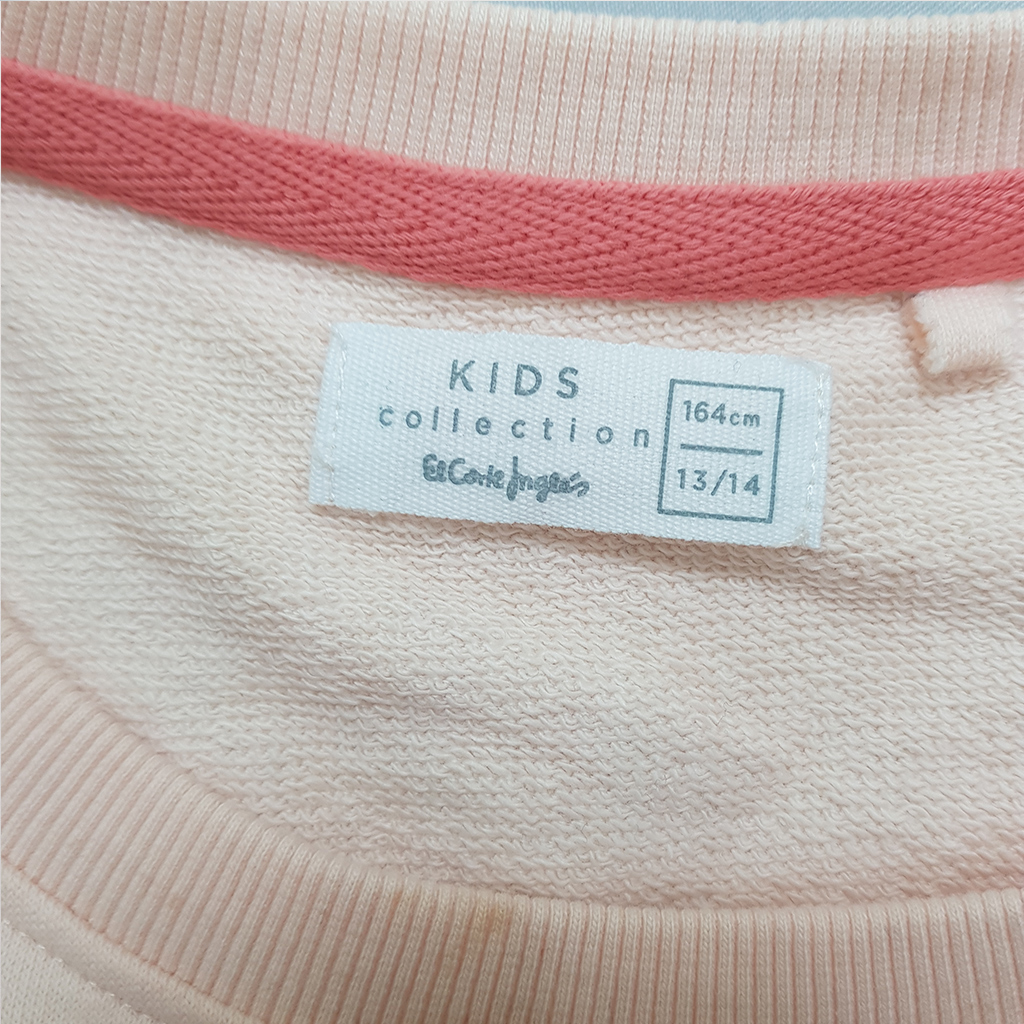 KIDS
collection
El Corte Inglés
164cm
13/14